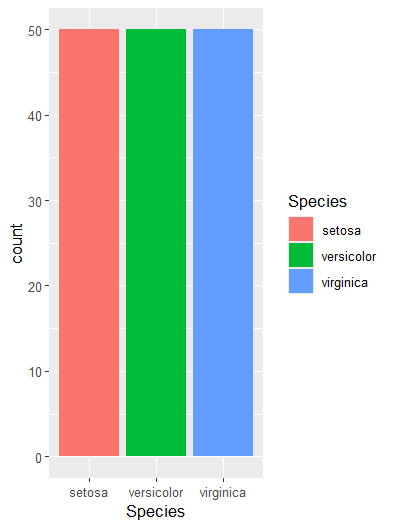 50
40
30
20
10
0
count
setosa versicolor virginica
Species
Species
setosa
versicolor
virginica